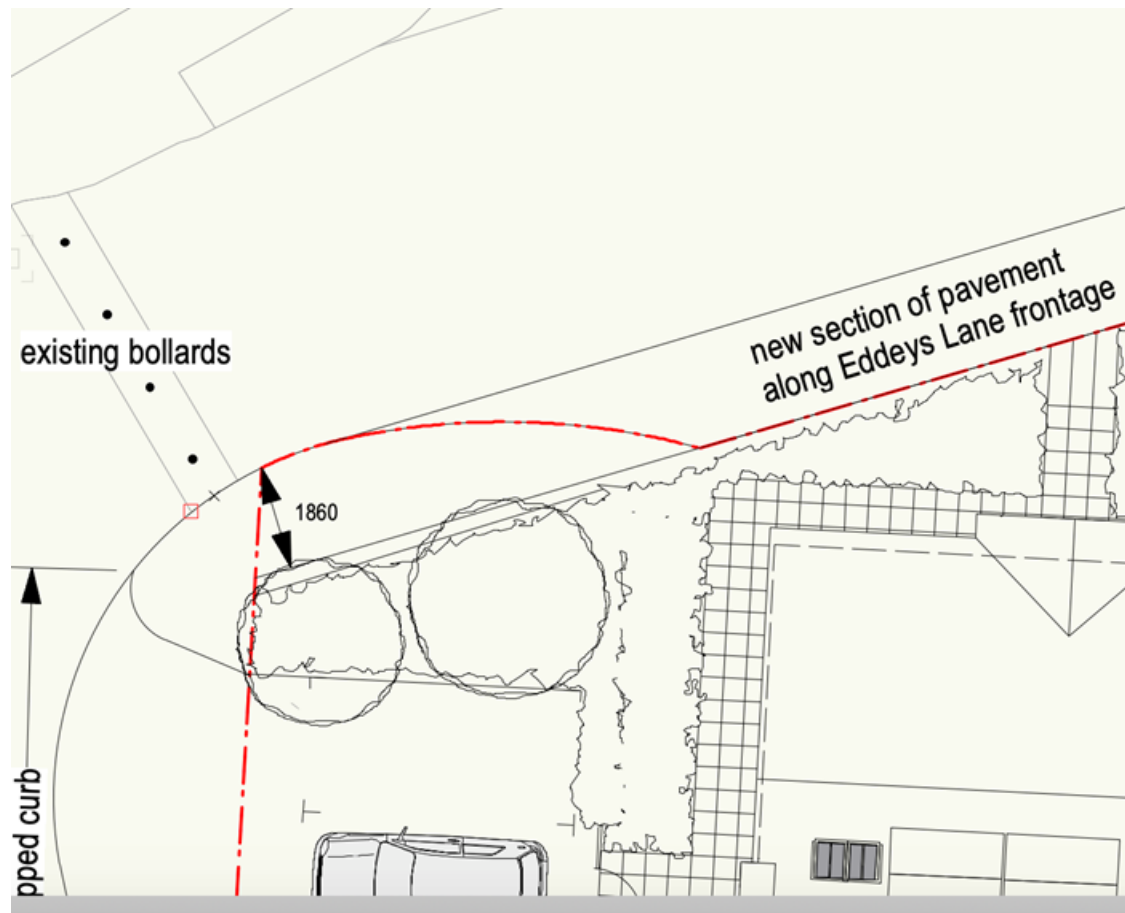 new section of pavement
along Eddeys Lane frontage
existing bollards
1860
pped curb